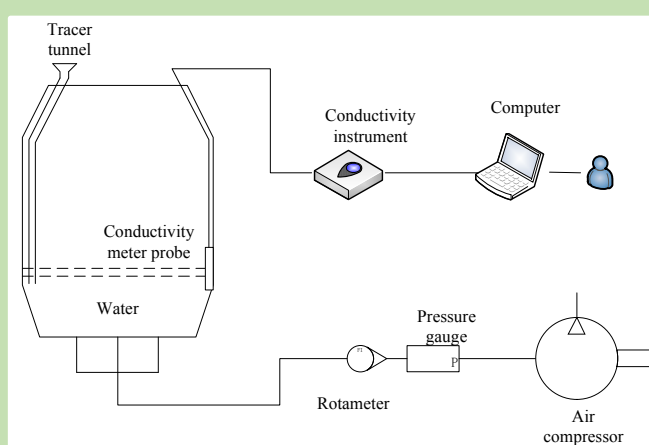 Tracer
tunnel
Conductivity
instrument
Computer
Conductivity
meter probe
Water
Pressure
gauge
P
Rotameter
Air
compressor